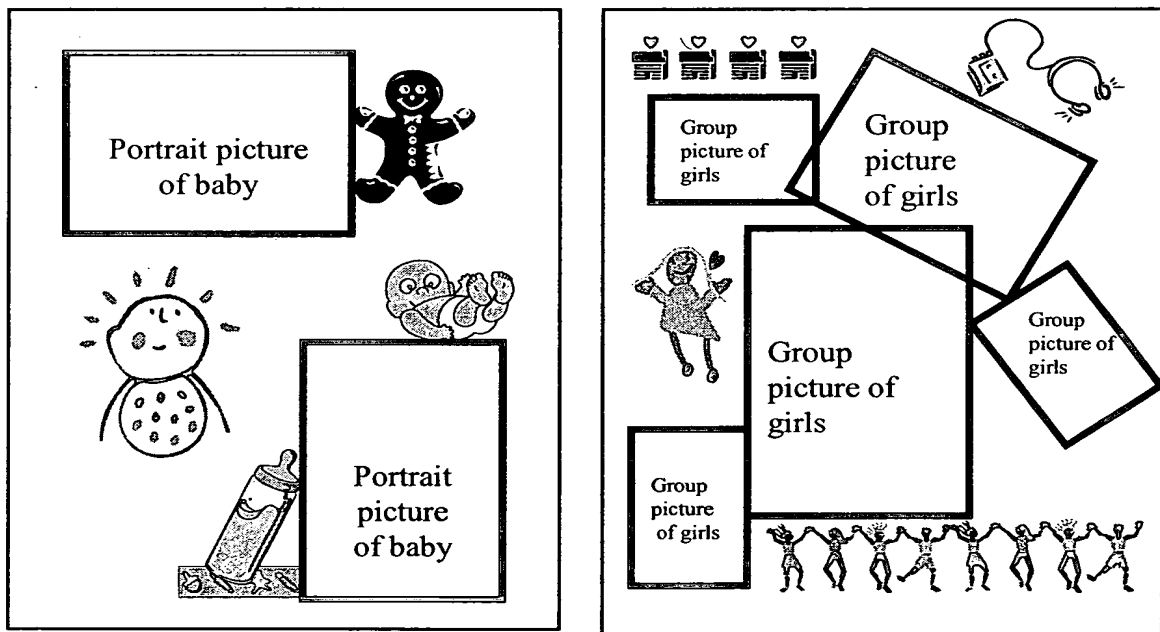 Portrait picture
of baby
Portrait
picture
of baby
Group
picture of
girls
Group
picture
of girls
Group
picture of
girls
Group
picture of
girls
Group
picture
of girls